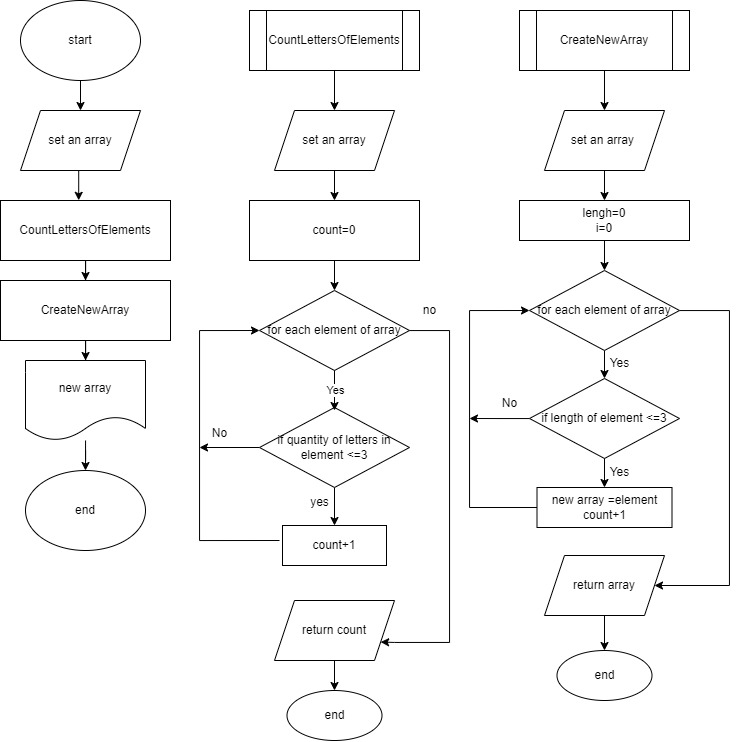 start
set an array
CountLettersOfElements
CreateNewArray
new array
end
CountLettersOfElements
set an array
count=0
for each element of array
no
Yes
No
if quantity of letters in
element <=3
yes
count+1
return count
end
CreateNewArray
set an array
lengh=0
i=0
for each element of array
Yes
No
if length of element <=3
Yes
new array =element
count+1
return array
end